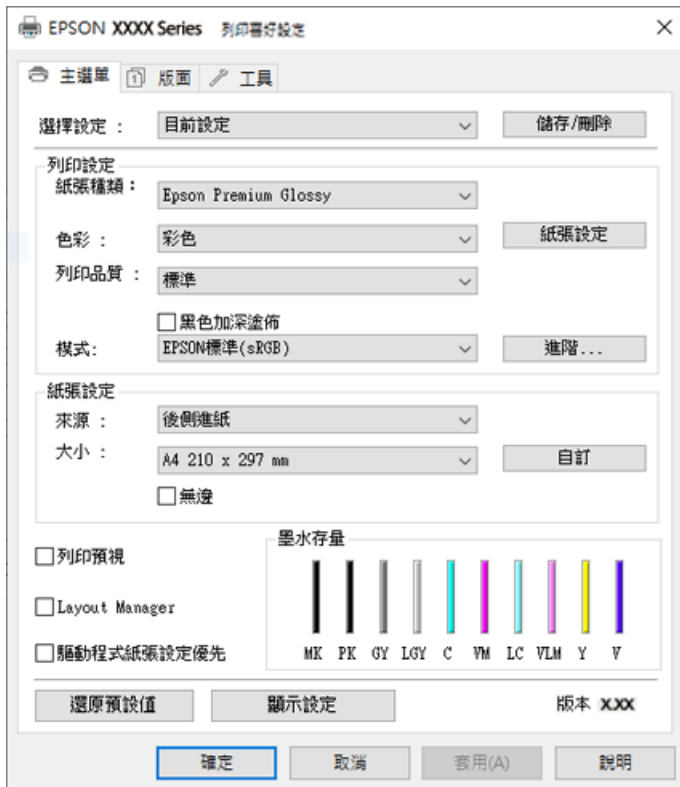 EPSON XXXX Series 列印喜好設定
主選單 版面 工具
選擇設定 : 目前設定 儲存/刪除
列印設定
紙張種類: Epson Premium Glossy
色彩 : 彩色 紙張設定
列印品質 : 標準
黑色加深塗佈
模式: EPSON標準(sRGB) 進階...
紙張設定
來源 : 後側進紙
大小 : A4 210 x 297 mm 自訂
無邊
墨水存量
列印預視
Layout Manager
驅動程式紙張設定優先
MK PK GY LGY C VM LC VLM Y V
還原預設值 顯示設定 版本 X.XX
確定 取消 套用(A) 說明